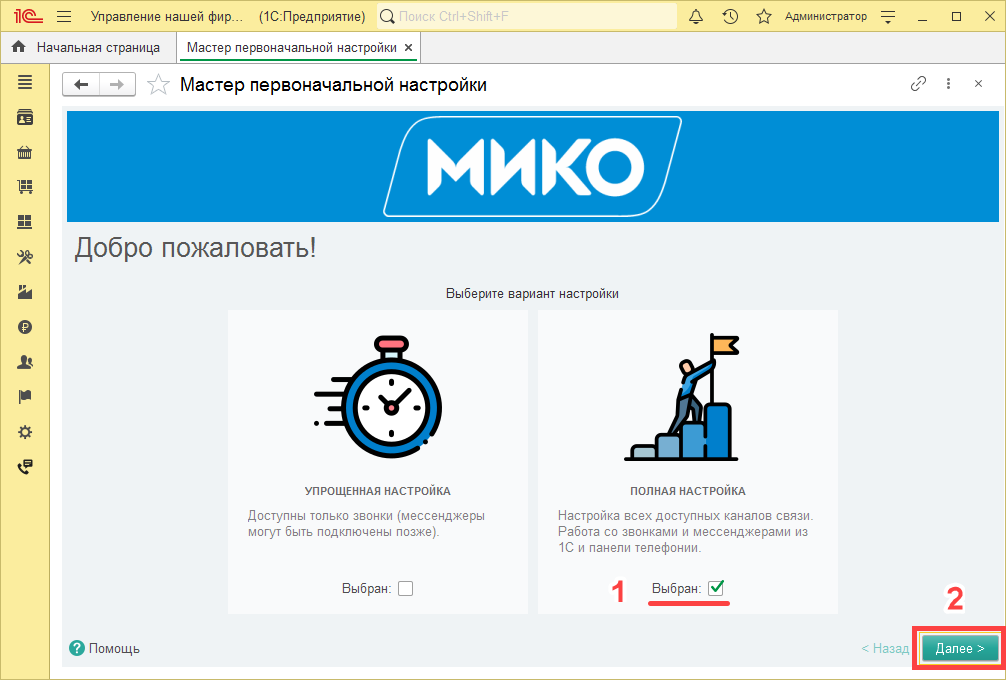 1С Управление нашей фир... (1С:Предприятие) Поиск Ctrl+Shift+F Администратор
Начальная страница Мастер первоначальной настройки
Мастер первоначальной настройки
МИКО
Добро пожаловать!
Выберите вариант настройки
УПРОЩЕННАЯ НАСТРОЙКА
Доступны только звонки (мессенджеры
могут быть подключены позже).
Выбран:
ПОЛНАЯ НАСТРОЙКА
Настройка всех доступных каналов связи.
Работа со звонками и мессенджерами из
1С и панели телефонии.
1 Выбран:
2
? Помощь < Назад Далее >